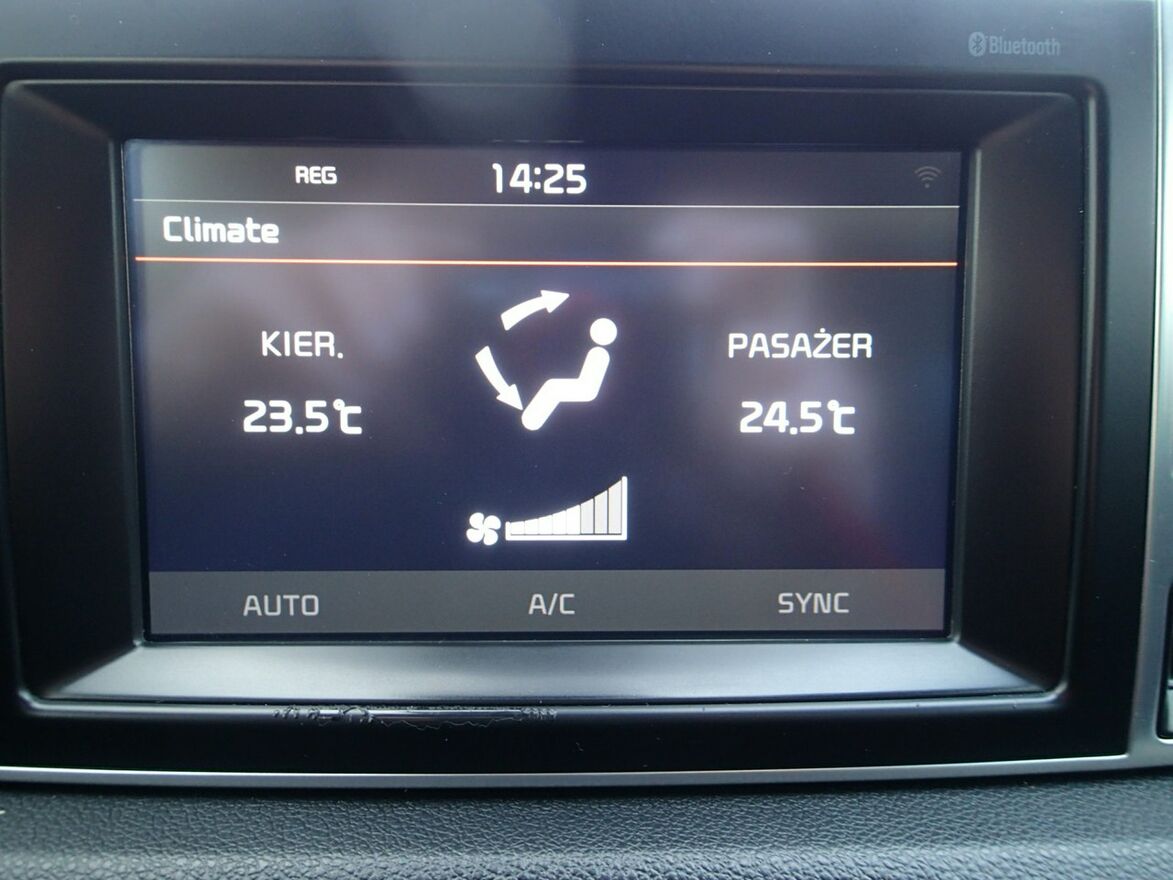 Bluetooth
REG 14:25
Climate
KIER. PASAŻER
23.5℃ 24.5℃
AUTO A/C SYNC